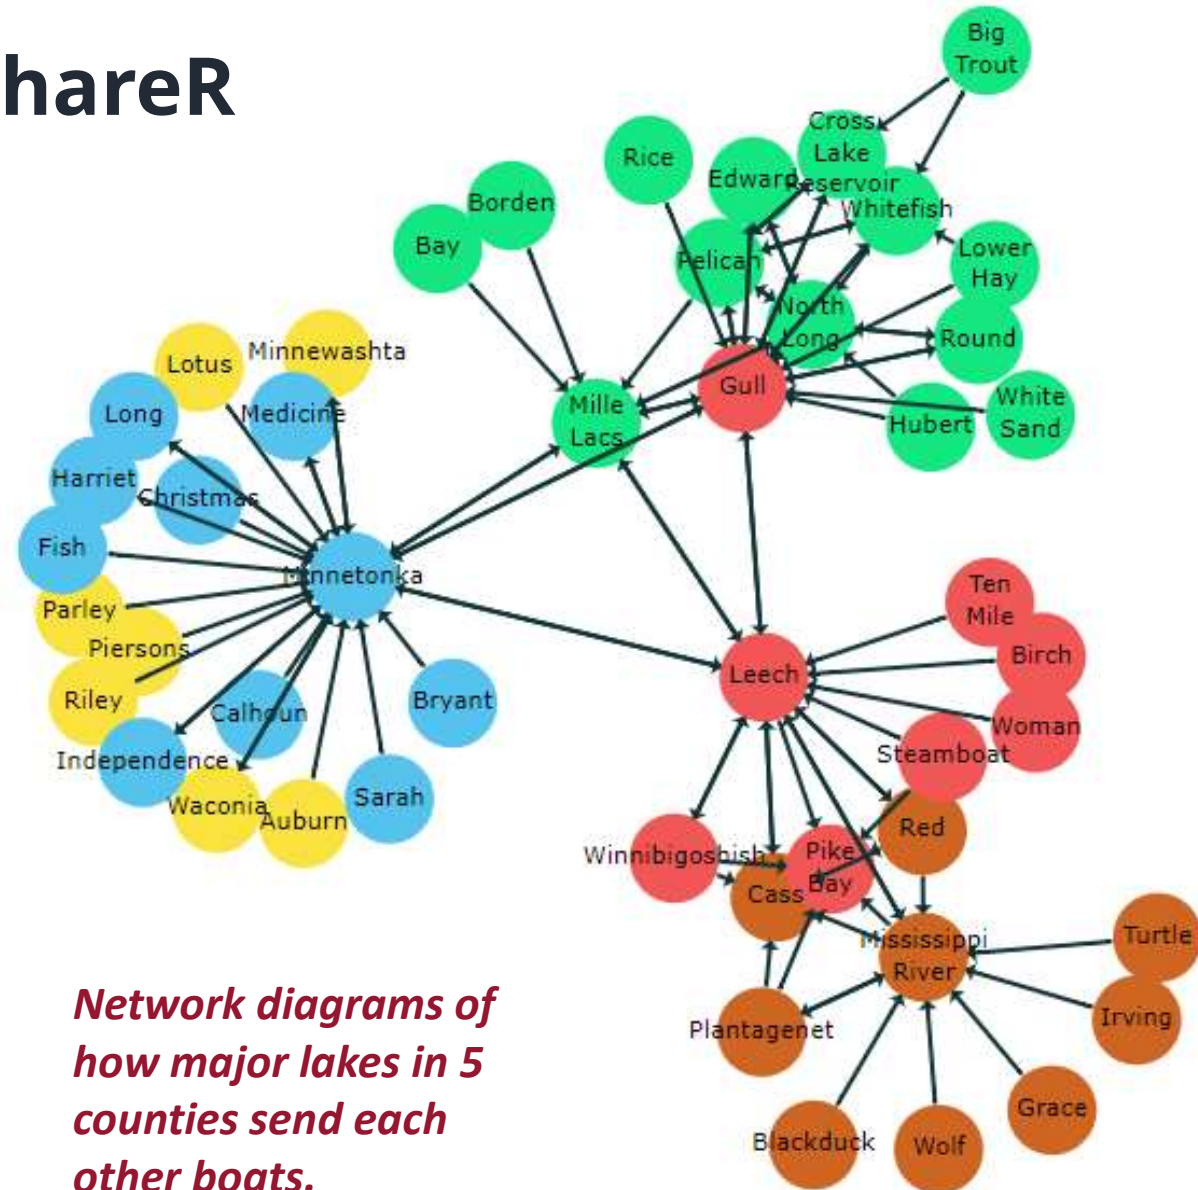 hareR
Big
Trout
Cross
Lake
Reservoir
Rice
Edward
Whitefish
Borden
Bay
Pelican
Lower
Hay
North
Long
Round
Lotus
Minnewashta
Gull
White
Sand
Long
Medicine
Mille
Lacs
Hubert
Harriet
Christmas
Fish
Minnetonka
Parley
Piersons
Riley
Calhoun
Bryant
Independence
Waconia
Auburn
Sarah
Ten
Mile
Birch
Leech
Woman
Steamboat
Red
Winnibigoshish
Pike
Bay
Cass
Mississippi
River
Turtle
Irving
Plantagenet
Grace
Blackduck
Wolf
Network diagrams of
how major lakes in 5
counties send each
other boats.